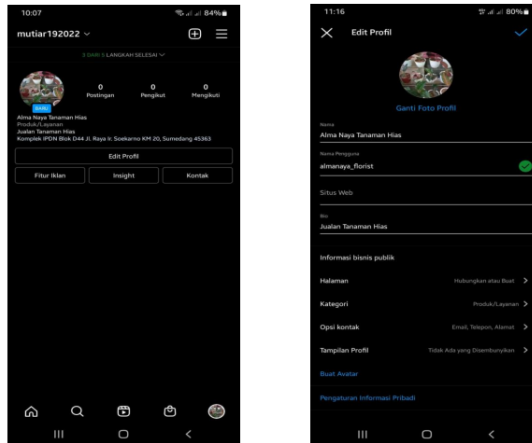 10:07
84%
mutiar192022
2 DARI 5 LANGKAH SELESAI
0 0 0
Postingan Pengikut Mengikuti
BARU
Alma Naya Tanaman Hias
Produk/Layanan
Jualan Tanaman Hias
Komplek IPDN Blok D44 Jl. Raya Ir. Soekarno KM 20, Sumedang 45363
Edit Profil
Fitur Iklan Insight Kontak
11:16
80%
Edit Profil
Ganti Foto Profil
Nama
Alma Naya Tanaman Hias
Nama Pengguna
almanaya_florist
Situs Web
Bio
Jualan Tanaman Hias
Informasi bisnis publik
Halaman Hubungkan atau Buat
Kategori Produk/Layanan
Opsi kontak Email, Telepon, Alamat
Tampilan Profil Tidak Ada yang Disembunyikan
Buat Avatar
Pengaturan Informasi Pribadi